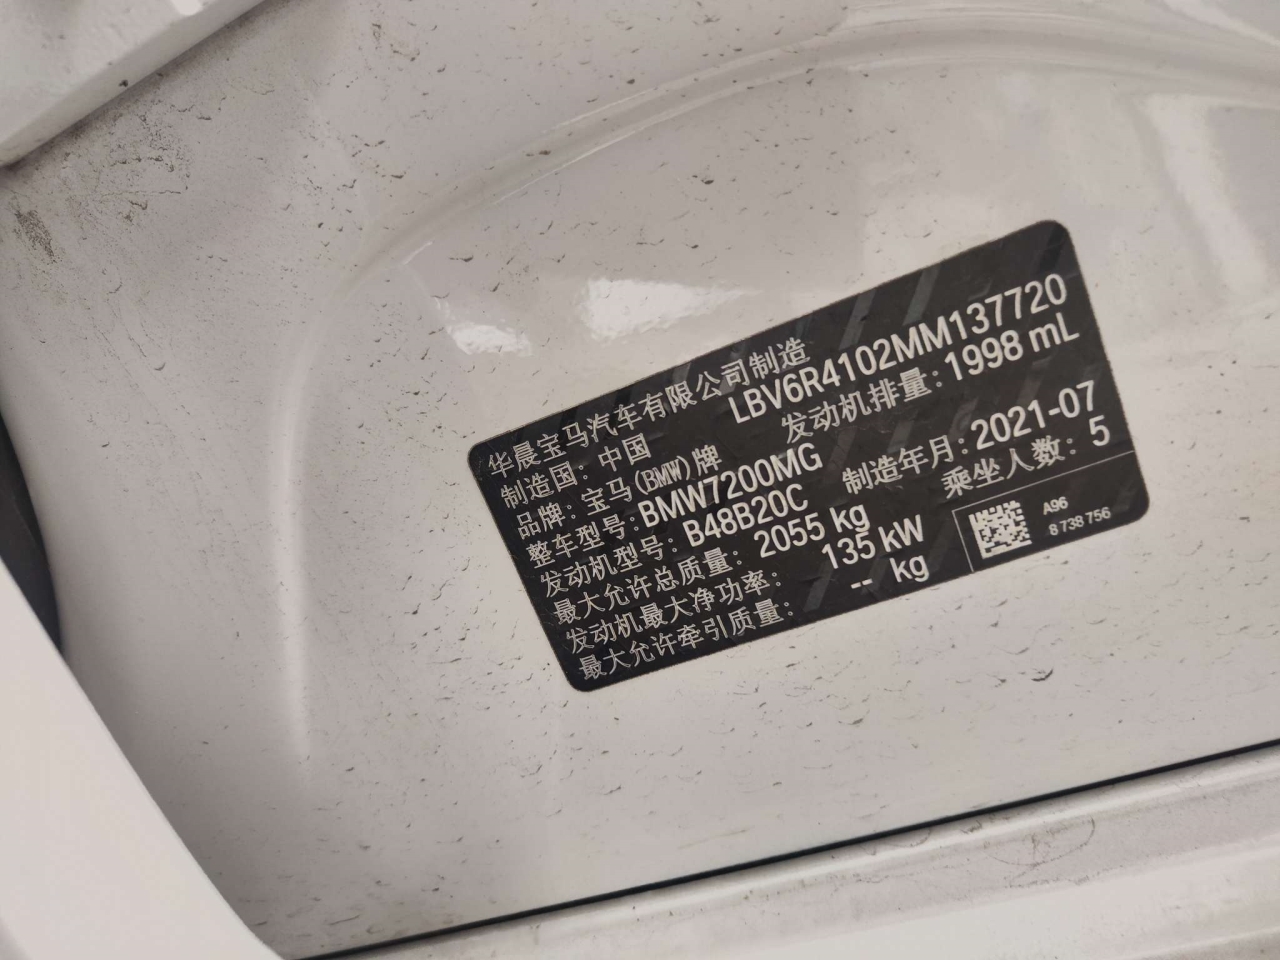 华晨宝马汽车有限公司制造
制造国：中国 LBV6R4102MM137720
品牌：宝马(BMW)牌 发动机排量：1998 mL
整车型号：BMW7200MG
发动机型号：B48B20C 制造年月：2021-07
最大允许总质量：2055 kg 乘坐人数：5
发动机最大净功率：135 kW
最大允许牵引质量：-- kg
A96
8 738 756